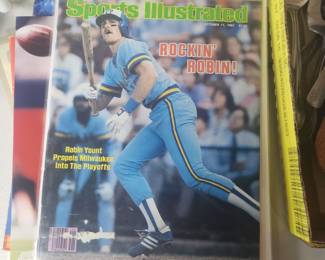 Sports Illustrated
ROCKIN'
ROBIN!
Robin Yount
Propels Milwaukee
Into The Playoffs